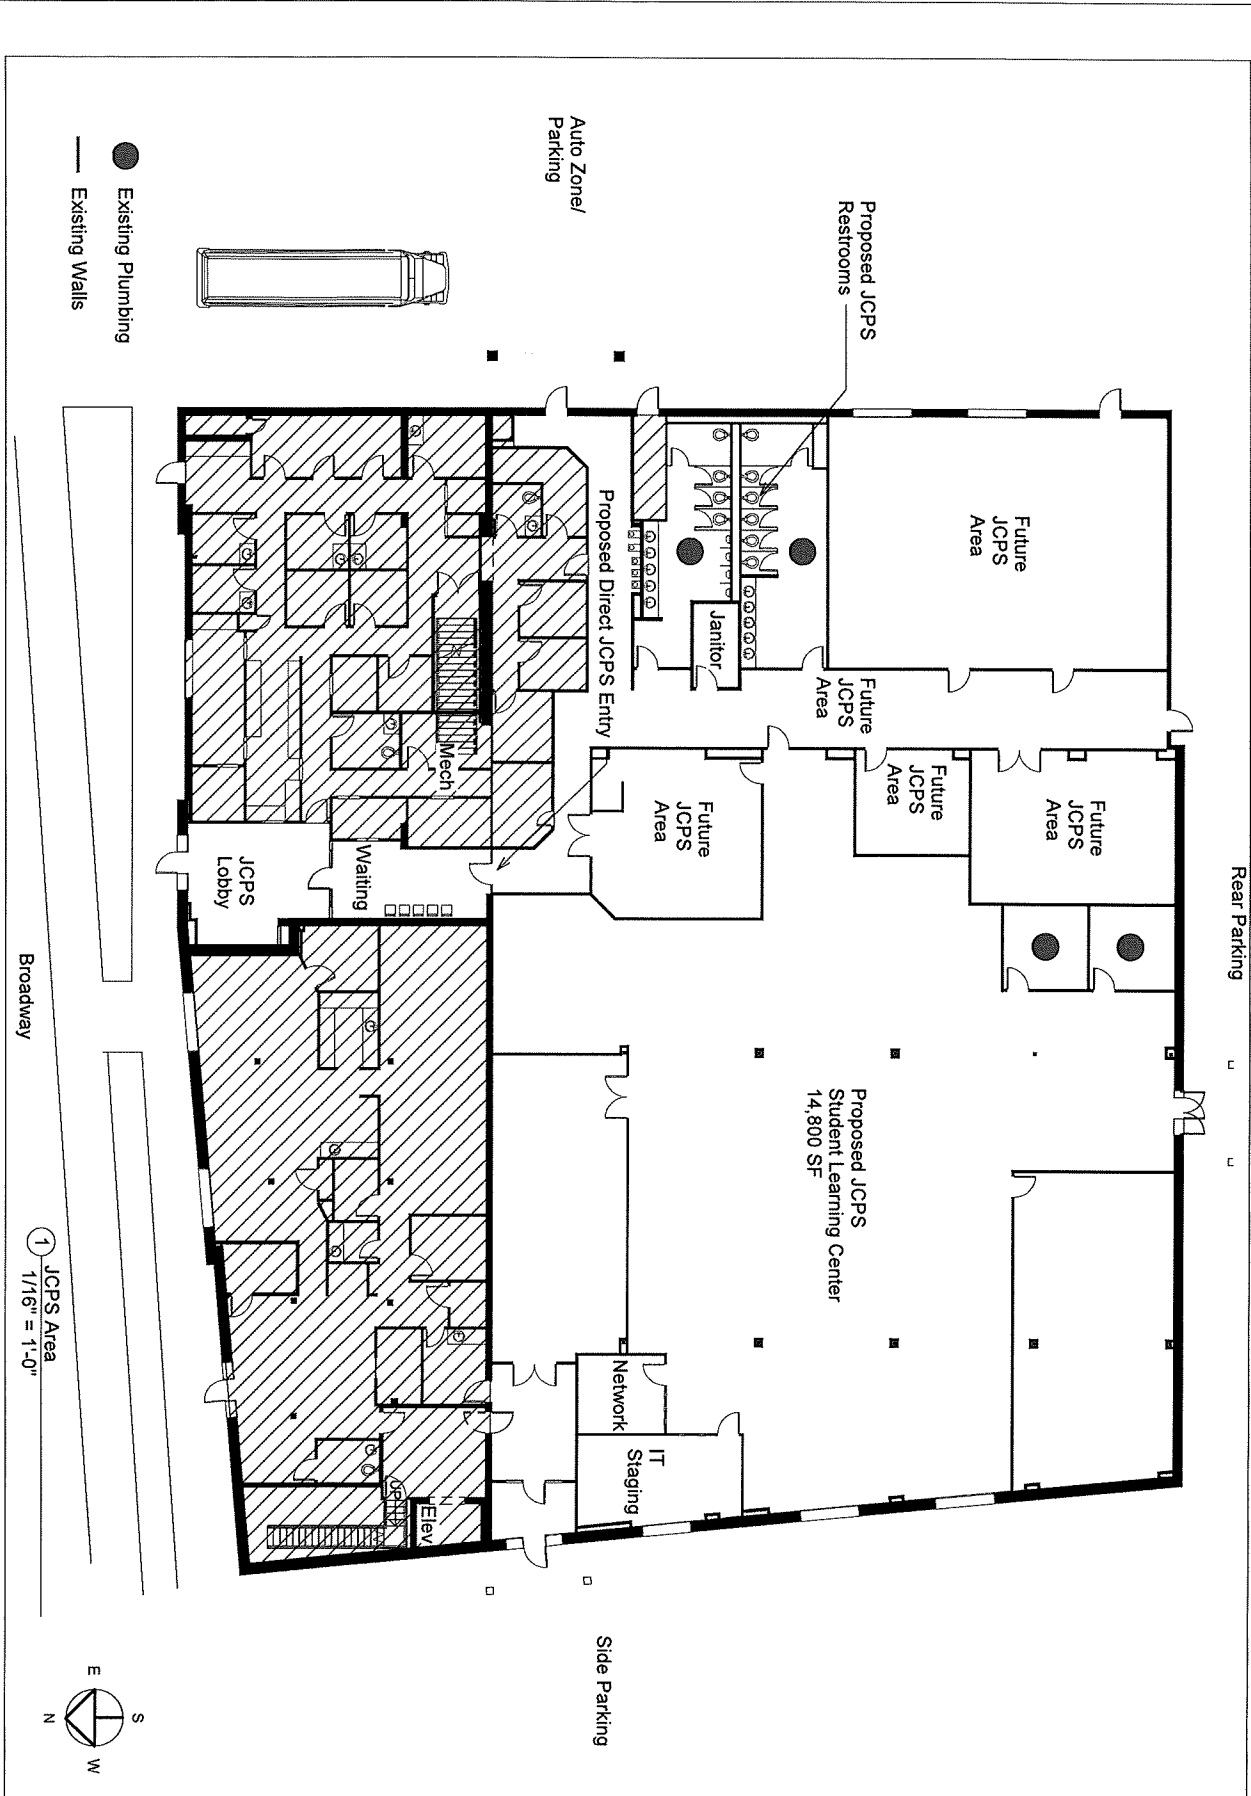 Rear Parking
Future
JCPS
Area
Future
JCPS
Area
Future
JCPS
Area
Future
JCPS
Area
Future
JCPS
Area
Proposed JCPS
Restrooms
Janitor
Proposed JCPS
Student Learning Center
14,800 SF
Auto Zone/
Parking
Proposed Direct JCPS Entry
Network
IT
Staging
Side Parking
Mech
Waiting
UP
Elev
JCPS
Lobby
Existing Plumbing
Existing Walls
Broadway
1
JCPS Area
1/16" = 1'-0"
S
E
W
N